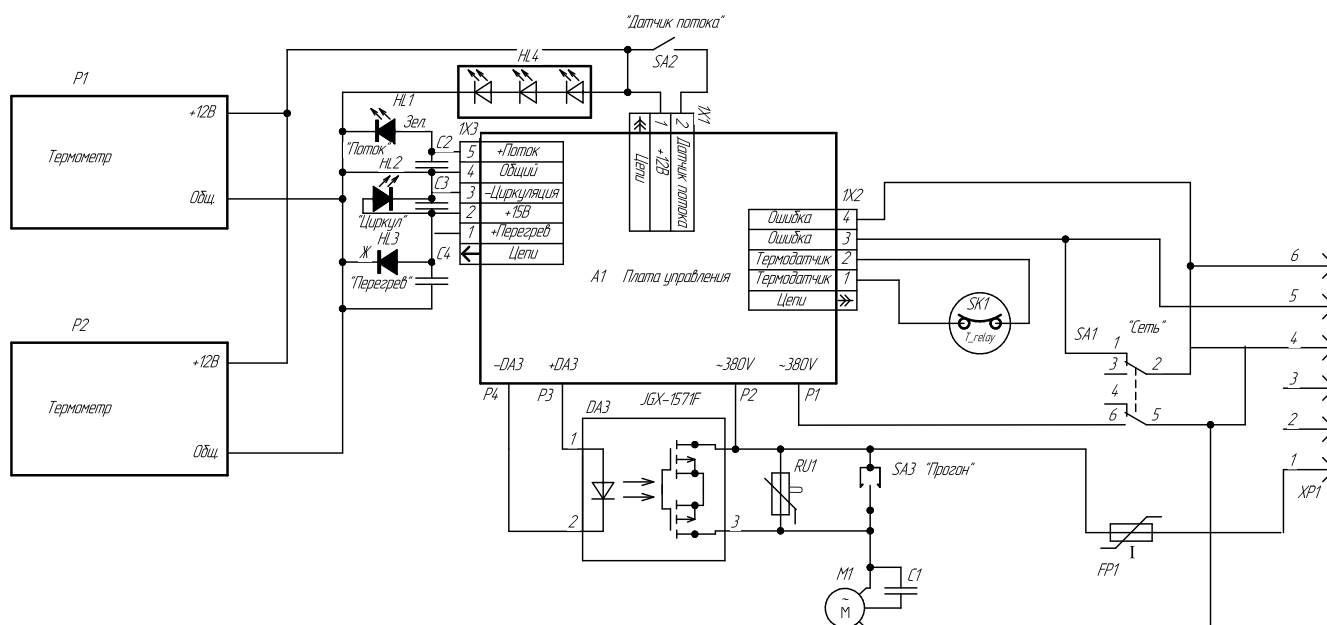 "Датчик потока"
SA2
HL4
P1
+12В
Термометр
Общ.
HL1
Зел.
"Поток"
HL2
"Циркул"
HL3
Ж
"Перегрев"
C2
C3
C4
1X3
5 +Поток
4 Общий
3 –Циркуляция
2 +15В
1 +Перегрев
Цепи
1X1
Цепи
1 +12В
2 Датчик потока
1X2
Ошибка 4
Ошибка 3
Термодатчик 2
Термодатчик 1
Цепи
A1 Плата управления
SK1
T_relay
SA1 "Сеть"
1
3 2
4
6 5
6
5
4
3
2
1
XP1
P2
+12В
Термометр
Общ.
–DA3 +DA3 ~380V ~380V
P4 P3 P2 P1
DA3 JGX-1571F
1
2
3
RU1
SA3 "Прогон"
FP1
I
M1
~
M
C1